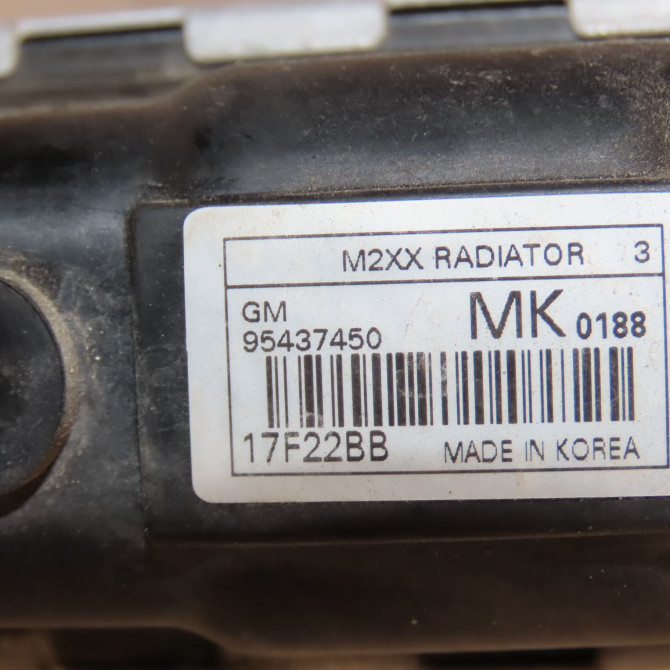 M2XX RADIATOR 3
GM MK 0188
95437450
17F22BB MADE IN KOREA